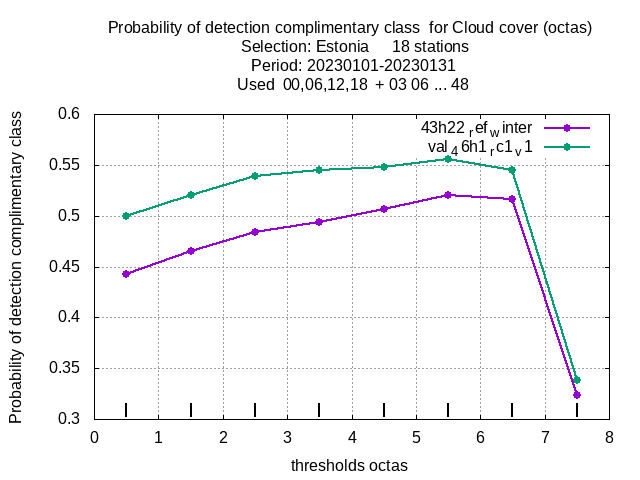 Probability of detection complimentary class  for Cloud cover (octas)
Selection: Estonia     18 stations
Period: 20230101-20230131
Used  00,06,12,18  + 03 06 ... 48
Probability of detection complimentary class
43h22refwinter
val46h1rc1v1
0.6
0.55
0.5
0.45
0.4
0.35
0.3
0 1 2 3 4 5 6 7 8
thresholds octas